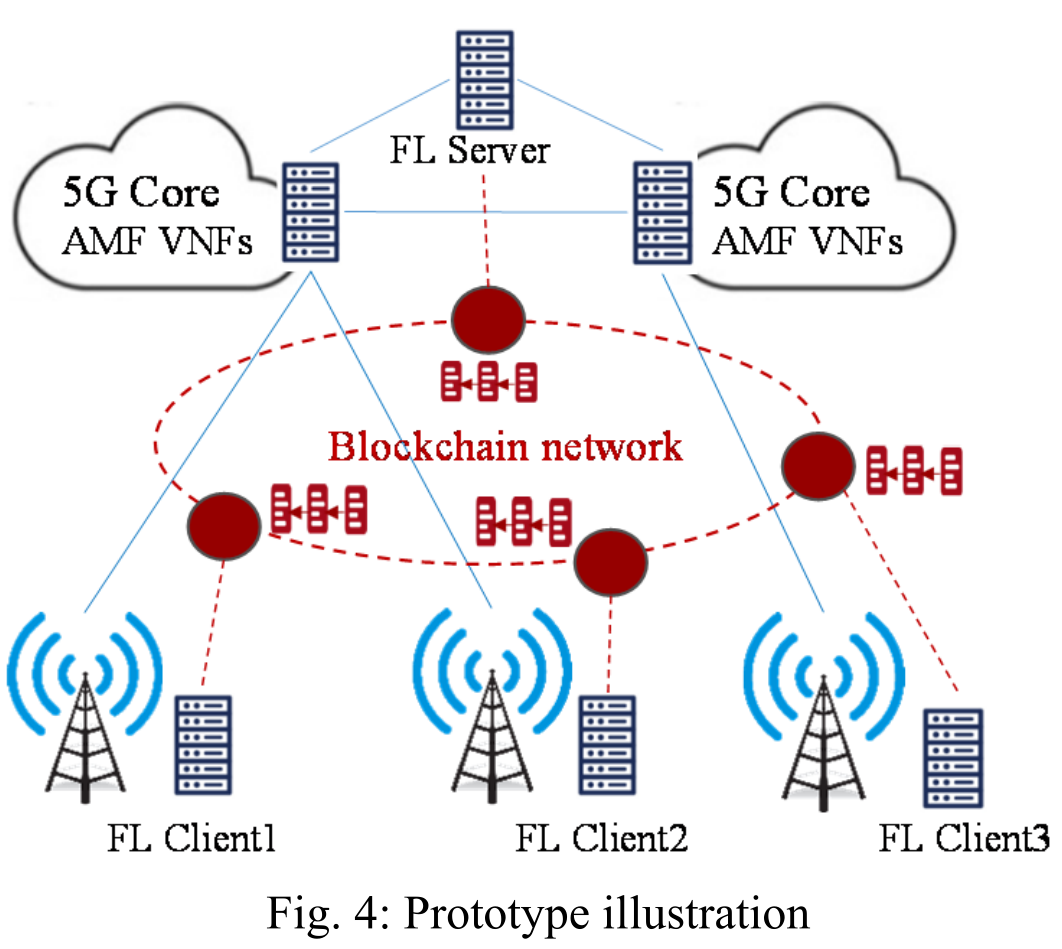 FL Server
5G Core
AMF VNFs
5G Core
AMF VNFs
Blockchain network
FL Client1
FL Client2
FL Client3
Fig. 4: Prototype illustration